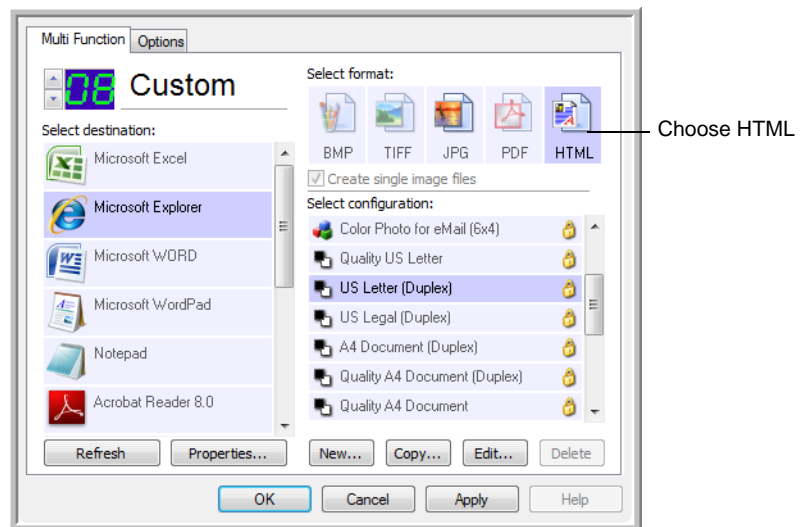 Multi Function
Options
08
Custom
Select destination:
Microsoft Excel
Microsoft Explorer
Microsoft WORD
Microsoft WordPad
Notepad
Acrobat Reader 8.0
Refresh
Properties...
Select format:
BMP
TIFF
JPG
PDF
HTML
Choose HTML
Create single image files
Select configuration:
Color Photo for eMail (6x4)
Quality US Letter
US Letter (Duplex)
US Legal (Duplex)
A4 Document (Duplex)
Quality A4 Document (Duplex)
Quality A4 Document
New...
Copy...
Edit...
Delete
OK
Cancel
Apply
Help